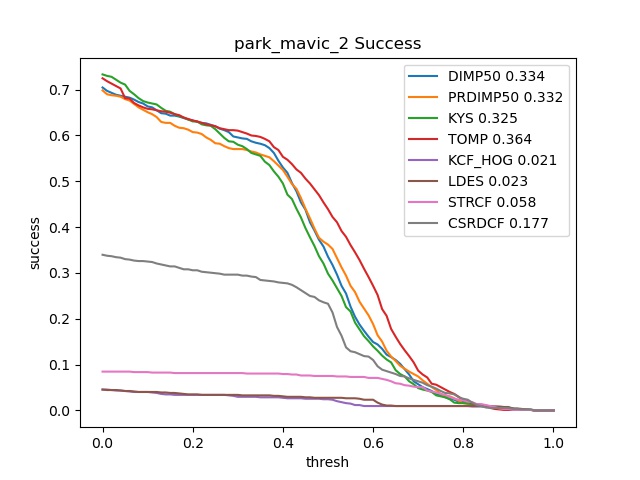 park_mavic_2 Success
DIMP50 0.334
PRDIMP50 0.332
KYS 0.325
TOMP 0.364
KCF_HOG 0.021
LDES 0.023
STRCF 0.058
CSRDCF 0.177
success
0.7
0.6
0.5
0.4
0.3
0.2
0.1
0.0
0.0 0.2 0.4 0.6 0.8 1.0
thresh